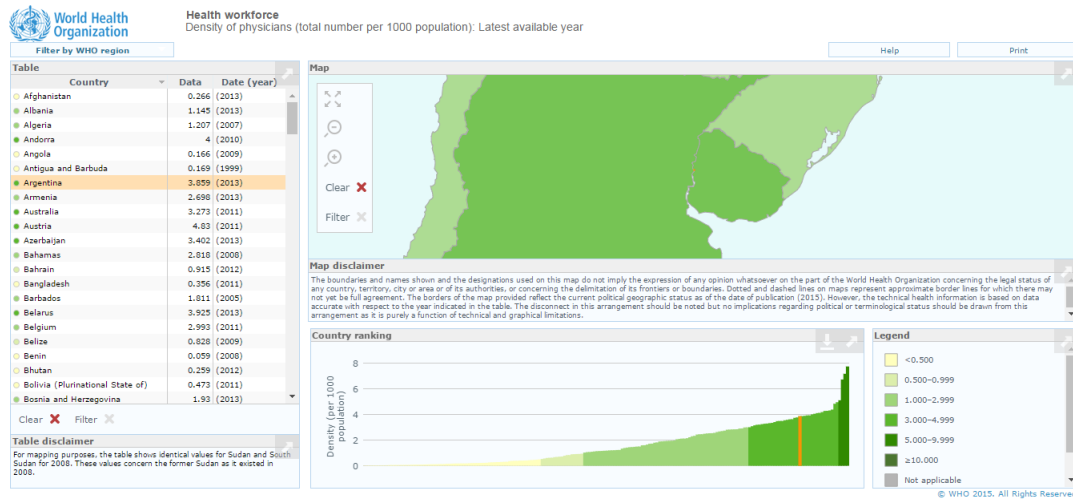 World Health
Organization
Health workforce
Density of physicians (total number per 1000 population): Latest available year
Filter by WHO region
Help
Print
Table
Country Data Date (year)
Afghanistan 0.266 (2013)
Albania 1.145 (2013)
Algeria 1.207 (2007)
Andorra 4 (2010)
Angola 0.166 (2009)
Antigua and Barbuda 0.169 (1999)
Argentina 3.859 (2013)
Armenia 2.698 (2013)
Australia 3.273 (2011)
Austria 4.83 (2011)
Azerbaijan 3.402 (2013)
Bahamas 2.818 (2008)
Bahrain 0.915 (2012)
Bangladesh 0.356 (2011)
Barbados 1.811 (2005)
Belarus 3.925 (2013)
Belgium 2.993 (2011)
Belize 0.828 (2009)
Benin 0.059 (2008)
Bhutan 0.259 (2012)
Bolivia (Plurinational State of) 0.473 (2011)
Bosnia and Herzegovina 1.93 (2013)
Clear
Filter
Table disclaimer
For mapping purposes, the table shows identical values for Sudan and South
Sudan for 2008. These values concern the former Sudan as it existed in
2008.
Map
Clear
Filter
Map disclaimer
The boundaries and names shown and the designations used on this map do not imply the expression of any opinion whatsoever on the part of the World Health Organization concerning the legal status of
any country, territory, city or area or of its authorities, or concerning the delimitation of its frontiers or boundaries. Dotted and dashed lines on maps represent approximate border lines for which there may
not yet be full agreement. The borders of the map provided reflect the current political geographic status as of the date of publication (2015). However, the technical health information is based on data
accurate with respect to the year indicated in the table. The disconnect in this arrangement should be noted but no implications regarding political or terminological status should be drawn from this
arrangement as it is purely a function of technical and graphical limitations.
Country ranking
Density (per 1000
population)
8
6
4
2
0
Legend
<0.500
0.500–0.999
1.000–2.999
3.000–4.999
5.000–9.999
≥10.000
Not applicable
© WHO 2015. All Rights Reserve